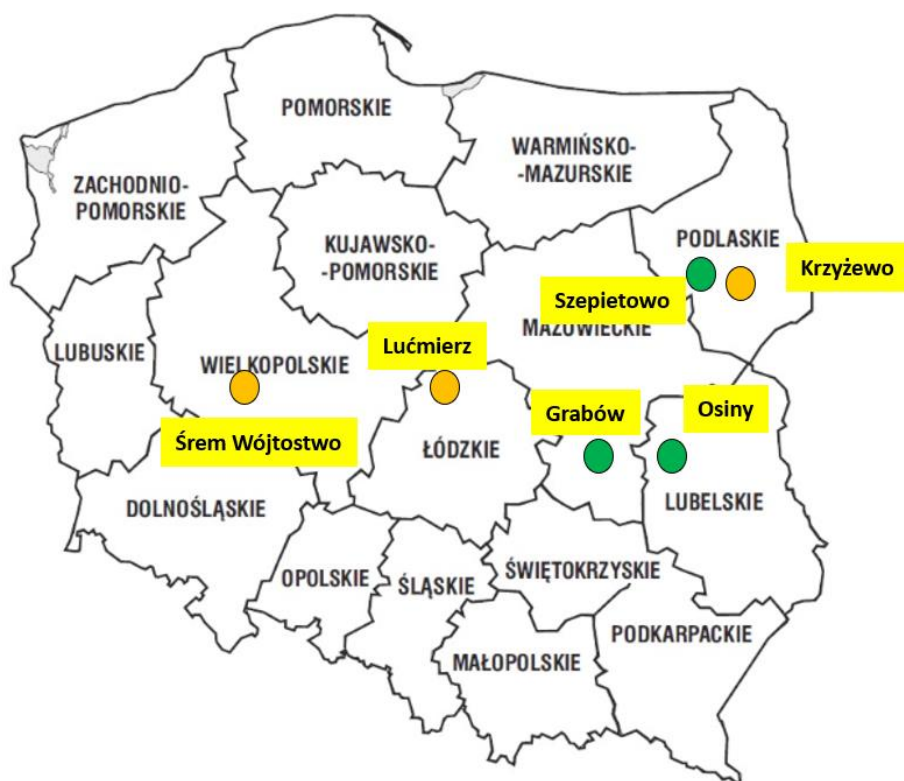 POMORSKIE
WARMIŃSKO-
-MAZURSKIE
ZACHODNIO-
POMORSKIE
KUJAWSKO-
-POMORSKIE
PODLASKIE
Krzyżewo
Szepietowo
MAZOWIECKIE
LUBUSKIE
WIELKOPOLSKIE
Lućmierz
Grabów
Osiny
Śrem Wójtostwo
ŁÓDZKIE
LUBELSKIE
DOLNOŚLĄSKIE
OPOLSKIE
ŚLĄSKIE
ŚWIĘTOKRZYSKIE
PODKARPACKIE
MAŁOPOLSKIE